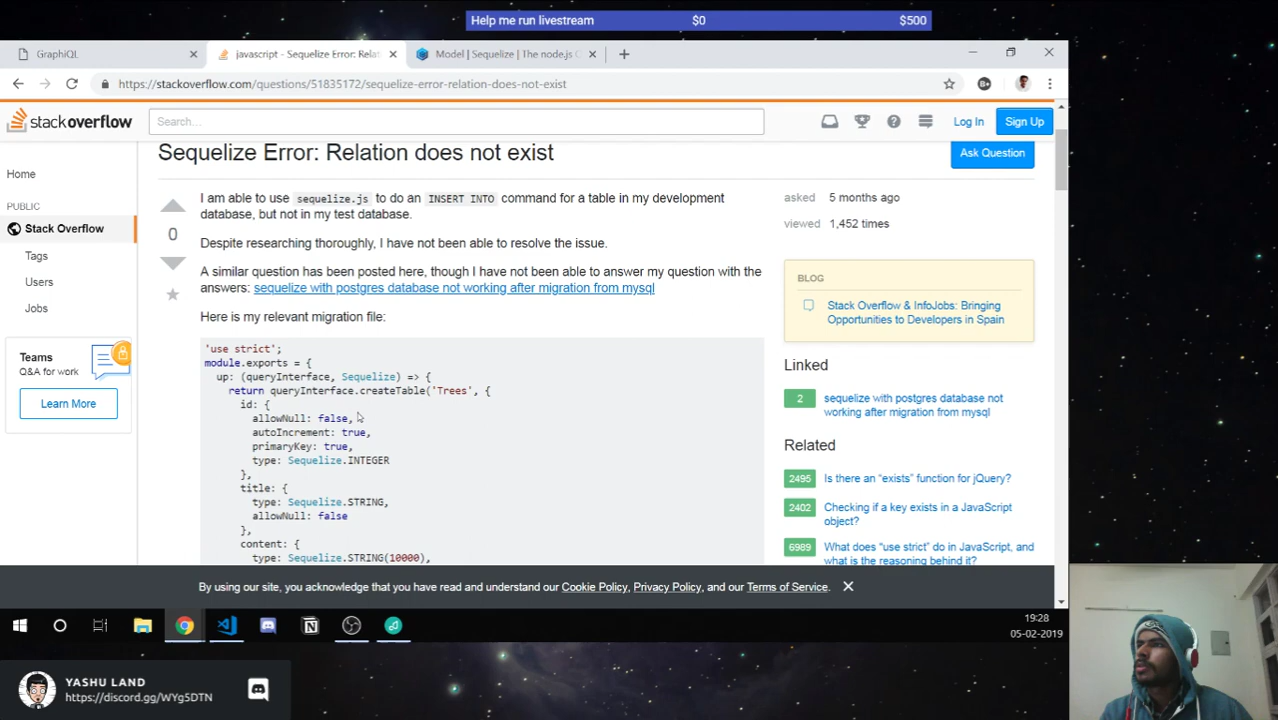 Help me run livestream $0 $500
GraphiQL
javascript - Sequelize Error: Relat
Model | Sequelize | The node.js O
https://stackoverflow.com/questions/51835172/sequelize-error-relation-does-not-exist
stackoverflow
Search...
Log In
Sign Up
Home
PUBLIC
Stack Overflow
Tags
Users
Jobs
Teams
Q&A for work
Learn More
Sequelize Error: Relation does not exist
Ask Question
0
I am able to use sequelize.js to do an INSERT INTO command for a table in my development
database, but not in my test database.
Despite researching thoroughly, I have not been able to resolve the issue.
A similar question has been posted here, though I have not been able to answer my question with the
answers: sequelize with postgres database not working after migration from mysql
Here is my relevant migration file:
'use strict';
module.exports = {
up: (queryInterface, Sequelize) => {
return queryInterface.createTable('Trees', {
id: {
allowNull: false,
autoIncrement: true,
primaryKey: true,
type: Sequelize.INTEGER
},
title: {
type: Sequelize.STRING,
allowNull: false
},
content: {
type: Sequelize.STRING(10000),
asked 5 months ago
viewed 1,452 times
BLOG
Stack Overflow & InfoJobs: Bringing
Opportunities to Developers in Spain
Linked
2 sequelize with postgres database not
working after migration from mysql
Related
2495 Is there an "exists" function for jQuery?
2402 Checking if a key exists in a JavaScript
object?
6989 What does "use strict" do in JavaScript, and
what is the reasoning behind it?
By using our site, you acknowledge that you have read and understand our Cookie Policy, Privacy Policy, and our Terms of Service.
19:28
05-02-2019
YASHU LAND
https://discord.gg/WYg5DTN